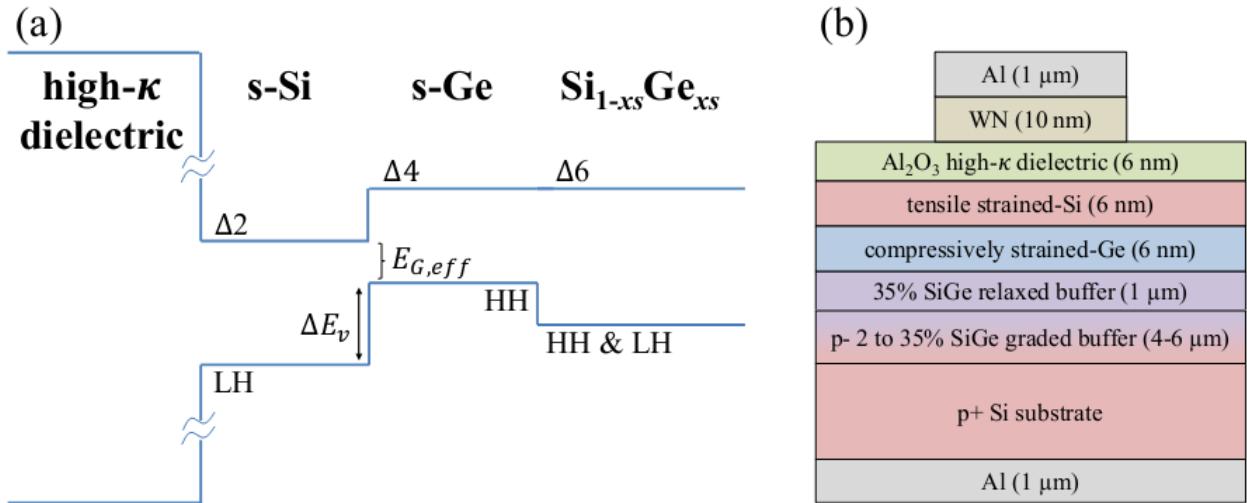 (a)
high-κ
dielectric
s-Si
s-Ge
Si1-xsGexs
Δ2
Δ4
Δ6
EG,eff
ΔEv
HH
HH & LH
LH
(b)
Al (1 μm)
WN (10 nm)
Al2O3 high-κ dielectric (6 nm)
tensile strained-Si (6 nm)
compressively strained-Ge (6 nm)
35% SiGe relaxed buffer (1 μm)
p- 2 to 35% SiGe graded buffer (4-6 μm)
p+ Si substrate
Al (1 μm)